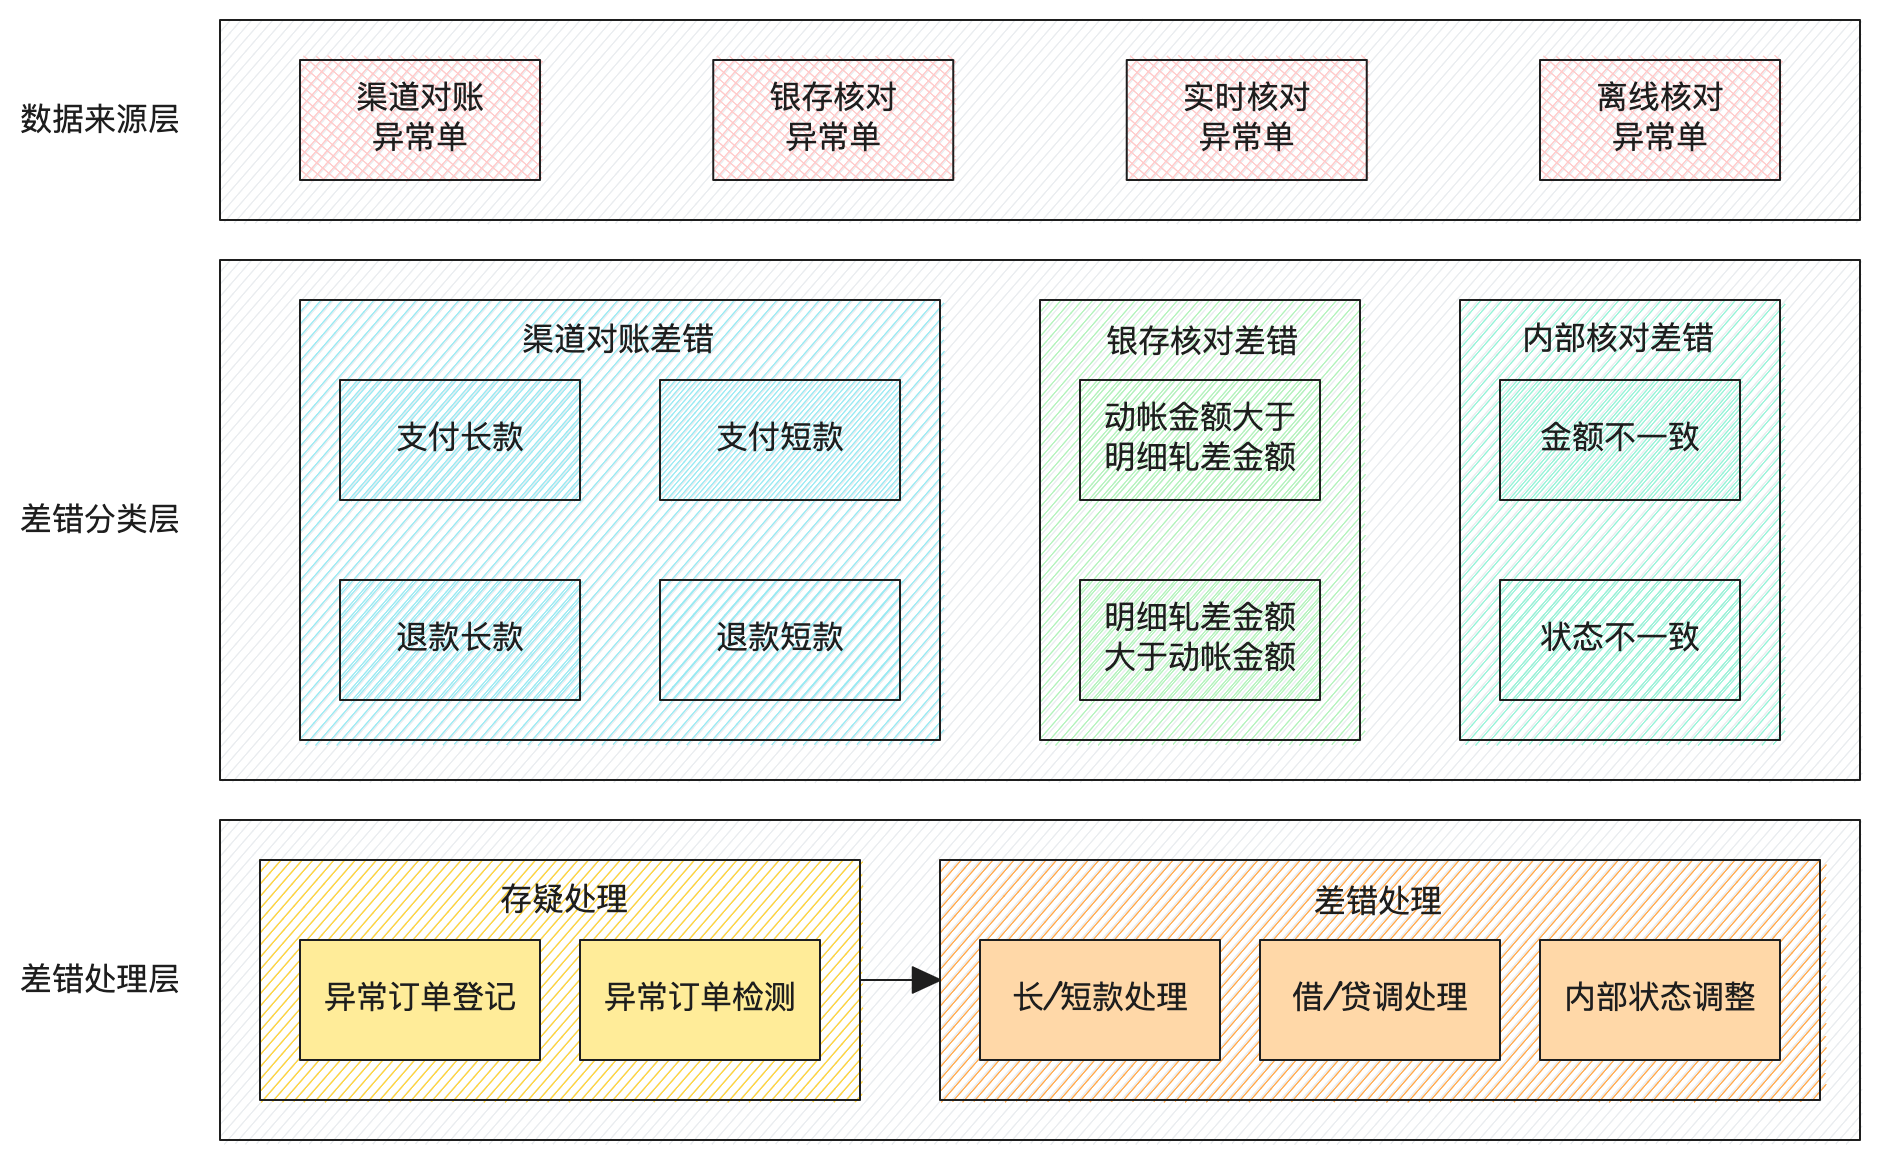 数据来源层
渠道对账
异常单
银存核对
异常单
实时核对
异常单
离线核对
异常单
差错分类层
渠道对账差错
支付长款
支付短款
退款长款
退款短款
银存核对差错
动帐金额大于
明细轧差金额
明细轧差金额
大于动帐金额
内部核对差错
金额不一致
状态不一致
差错处理层
存疑处理
异常订单登记
异常订单检测
差错处理
长/短款处理
借/贷调处理
内部状态调整